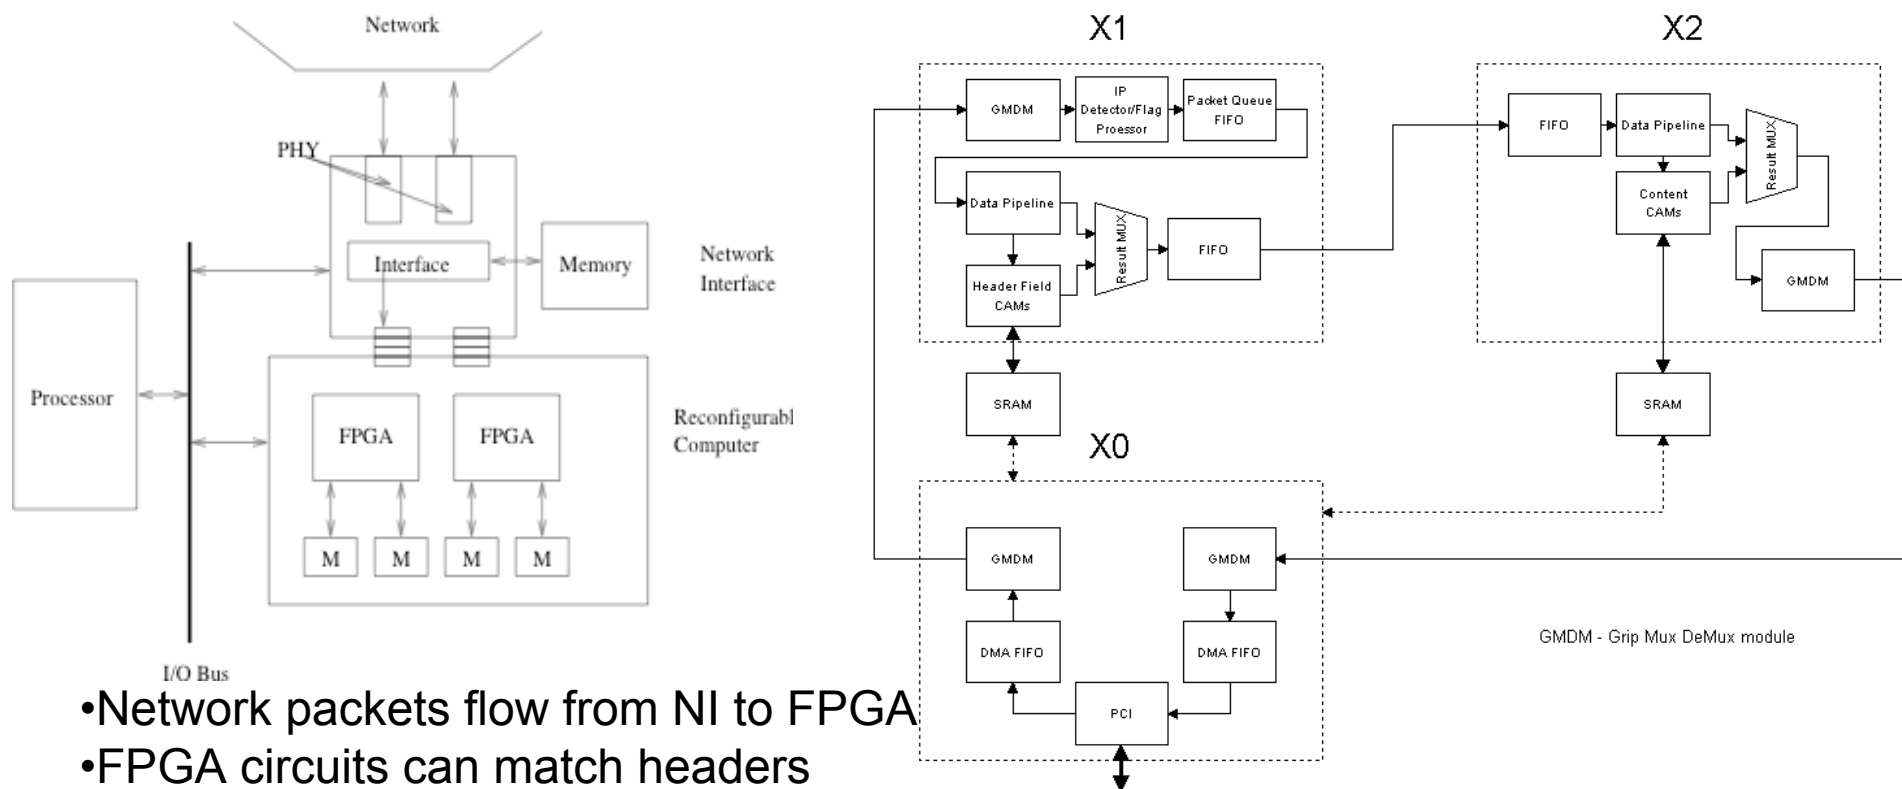 Network
PHY
Interface
Memory
Network
Interface
Processor
FPGA
FPGA
Reconfigurabl
Computer
M
M
M
M
I/O Bus
•Network packets flow from NI to FPGA
•FPGA circuits can match headers
X1
GMDM
IP
Detector/Flag
Proessor
Packet Queue
FIFO
Data Pipeline
Header Field
CAMs
Result MUX
FIFO
SRAM
X2
FIFO
Data Pipeline
Content
CAMs
Result MUX
GMDM
SRAM
X0
GMDM
GMDM
DMA FIFO
DMA FIFO
PCI
GMDM - Grip Mux DeMux module